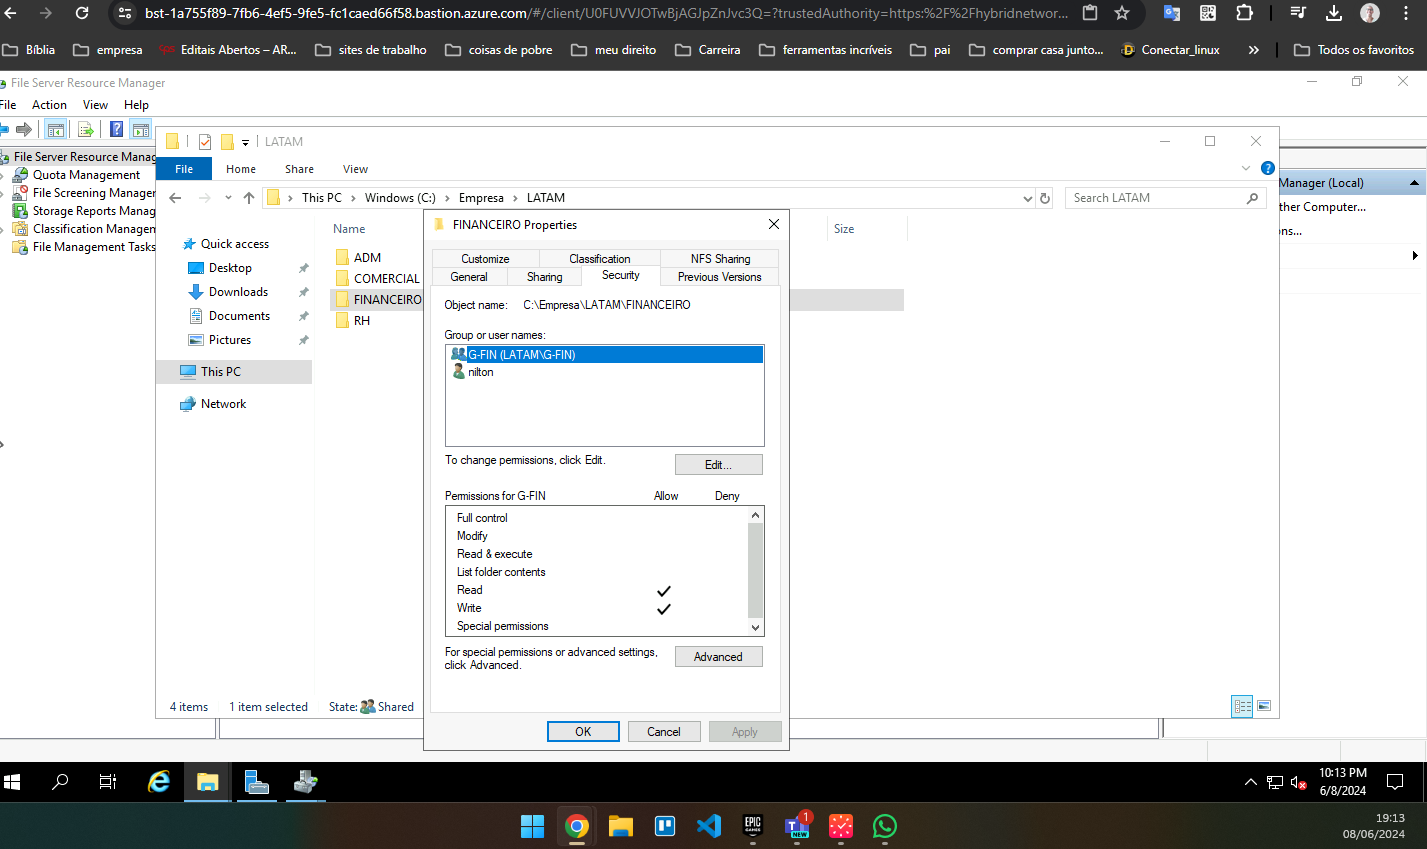 bst-1a755f89-7fb6-4ef5-9fe5-fc1caed66f58.bastion.azure.com/#/client/U0FUVVJOTwBjAGJpZnJvc3Q=?trustedAuthority=https:%2F%2Fhybridnetwor...
Bíblia
empresa
Editais Abertos – AR...
sites de trabalho
coisas de pobre
meu direito
Carreira
ferramentas incríveis
pai
comprar casa junto...
Conectar_linux
»
Todos os favoritos
File Server Resource Manager
File Action View Help
LATAM
File Server Resource Manag
Quota Management
File Screening Manager
Storage Reports Manag
Classification Managem
File Management Tasks
File Home Share View
This PC > Windows (C:) > Empresa > LATAM
Search LATAM
Manager (Local)
ther Computer...
ns...
Quick access
Desktop
Downloads
Documents
Pictures
This PC
Network
Name
Size
ADM
COMERCIAL
FINANCEIRO
RH
FINANCEIRO Properties
Customize Classification NFS Sharing
General Sharing Security Previous Versions
Object name: C:\Empresa\LATAM\FINANCEIRO
Group or user names:
G-FIN (LATAM\G-FIN)
nilton
To change permissions, click Edit.
Edit...
Permissions for G-FIN Allow Deny
Full control
Modify
Read & execute
List folder contents
Read
Write
Special permissions
For special permissions or advanced settings,
click Advanced.
Advanced
OK Cancel Apply
4 items 1 item selected State: Shared
10:13 PM
6/8/2024
EPIC
GAMES
1
NEW
19:13
08/06/2024